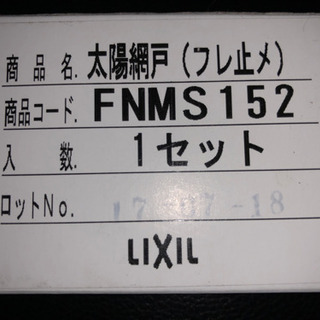 商品名. 太陽網戸(フレ止メ)
商品コード. FNMS152
入数. 1セット
ロットNo. 17.07-18
LIXIL